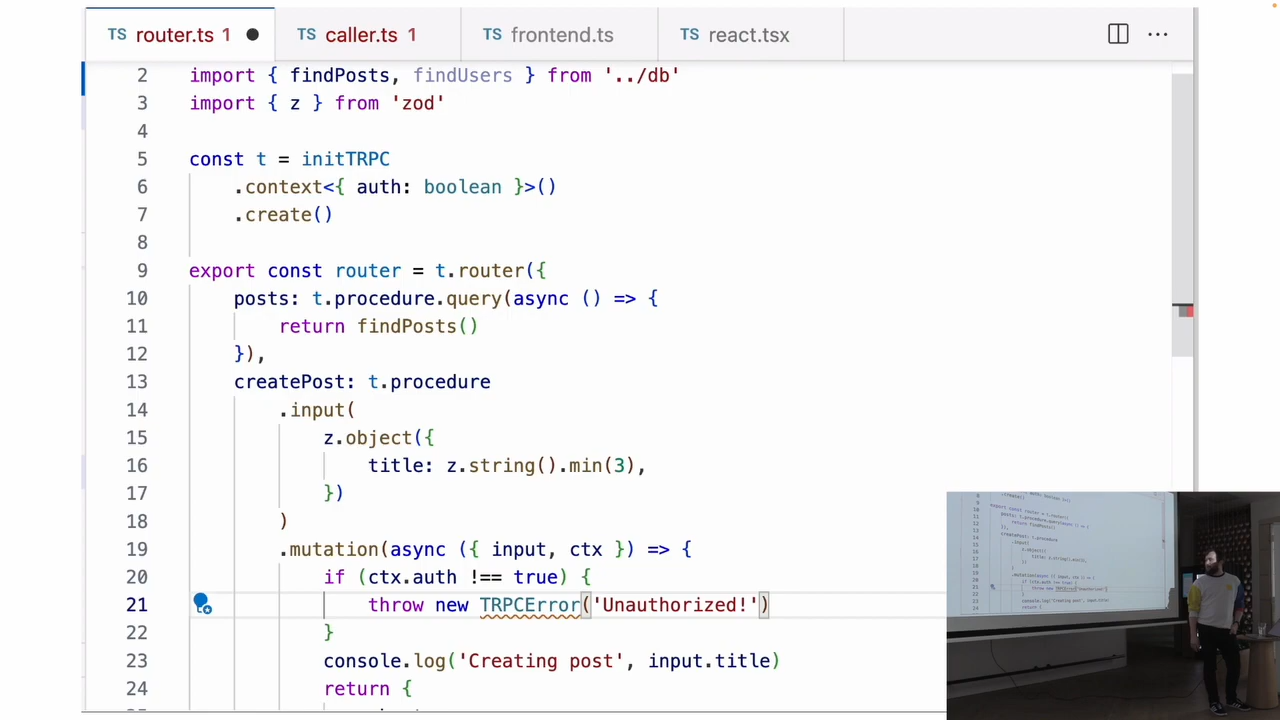 TS router.ts 1
TS caller.ts 1
TS frontend.ts
TS react.tsx
2 import { findPosts, findUsers } from '../db'
3 import { z } from 'zod'
4
5 const t = initTRPC
6 .context<{ auth: boolean }>()
7 .create()
8
9 export const router = t.router({
10 posts: t.procedure.query(async () => {
11 return findPosts()
12 }),
13 createPost: t.procedure
14 .input(
15 z.object({
16 title: z.string().min(3),
17 })
18 )
19 .mutation(async ({ input, ctx }) => {
20 if (ctx.auth !== true) {
21 throw new TRPCError('Unauthorized!')
22 }
23 console.log('Creating post', input.title)
24 return {